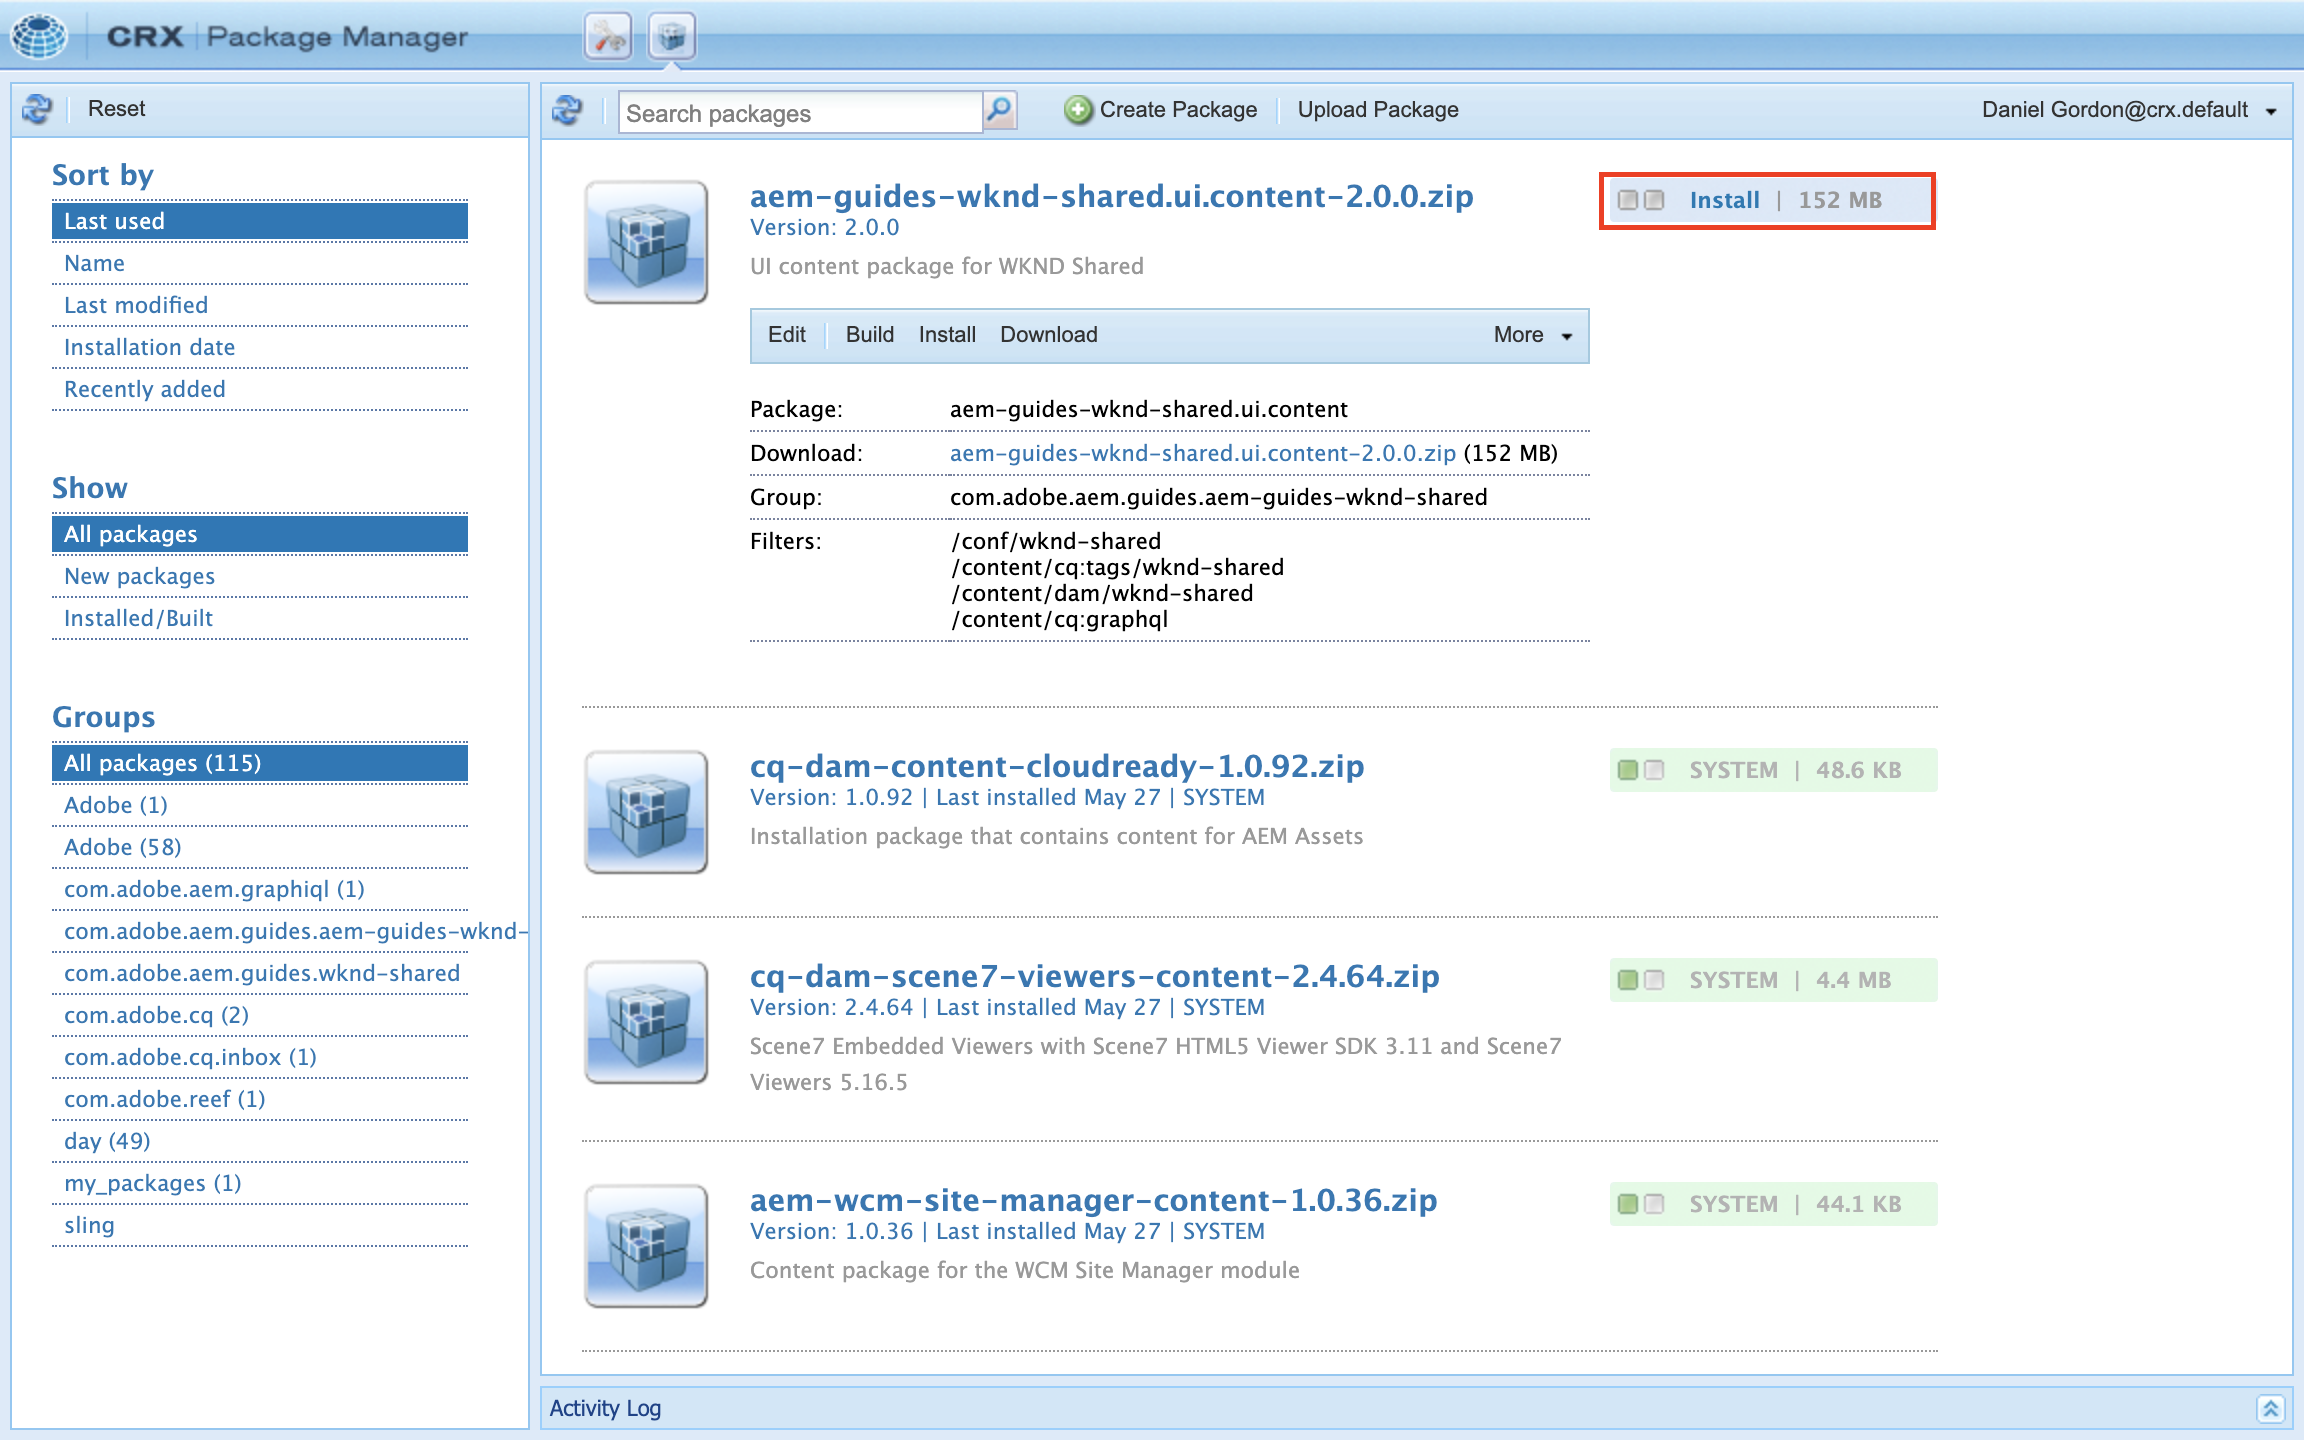 CRX Package Manager
Reset
Sort by
Last used
Name
Last modified
Installation date
Recently added
Show
All packages
New packages
Installed/Built
Groups
All packages (115)
Adobe (1)
Adobe (58)
com.adobe.aem.graphiql (1)
com.adobe.aem.guides.aem-guides-wknd-
com.adobe.aem.guides.wknd-shared
com.adobe.cq (2)
com.adobe.cq.inbox (1)
com.adobe.reef (1)
day (49)
my_packages (1)
sling
Search packages Create Package Upload Package Daniel Gordon@crx.default
aem-guides-wknd-shared.ui.content-2.0.0.zip Install | 152 MB
Version: 2.0.0
UI content package for WKND Shared
Edit Build Install Download More
Package: aem-guides-wknd-shared.ui.content
Download: aem-guides-wknd-shared.ui.content-2.0.0.zip (152 MB)
Group: com.adobe.aem.guides.aem-guides-wknd-shared
Filters: /conf/wknd-shared
/content/cq:tags/wknd-shared
/content/dam/wknd-shared
/content/cq:graphql
cq-dam-content-cloudready-1.0.92.zip SYSTEM | 48.6 KB
Version: 1.0.92 | Last installed May 27 | SYSTEM
Installation package that contains content for AEM Assets
cq-dam-scene7-viewers-content-2.4.64.zip SYSTEM | 4.4 MB
Version: 2.4.64 | Last installed May 27 | SYSTEM
Scene7 Embedded Viewers with Scene7 HTML5 Viewer SDK 3.11 and Scene7
Viewers 5.16.5
aem-wcm-site-manager-content-1.0.36.zip SYSTEM | 44.1 KB
Version: 1.0.36 | Last installed May 27 | SYSTEM
Content package for the WCM Site Manager module
Activity Log